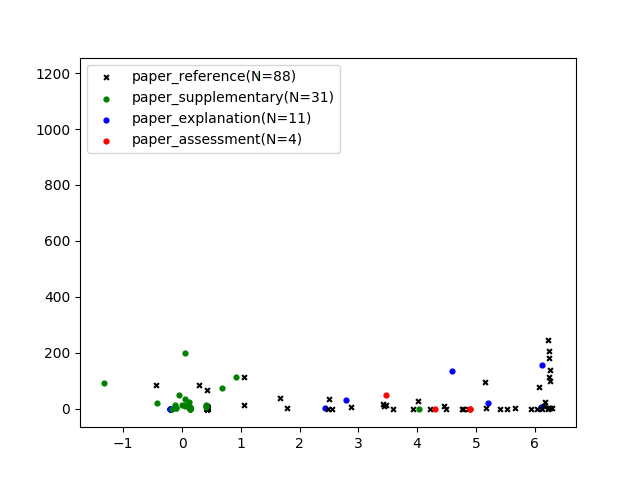 1200
1000
800
600
400
200
0
paper_reference(N=88)
paper_supplementary(N=31)
paper_explanation(N=11)
paper_assessment(N=4)
−1 0 1 2 3 4 5 6